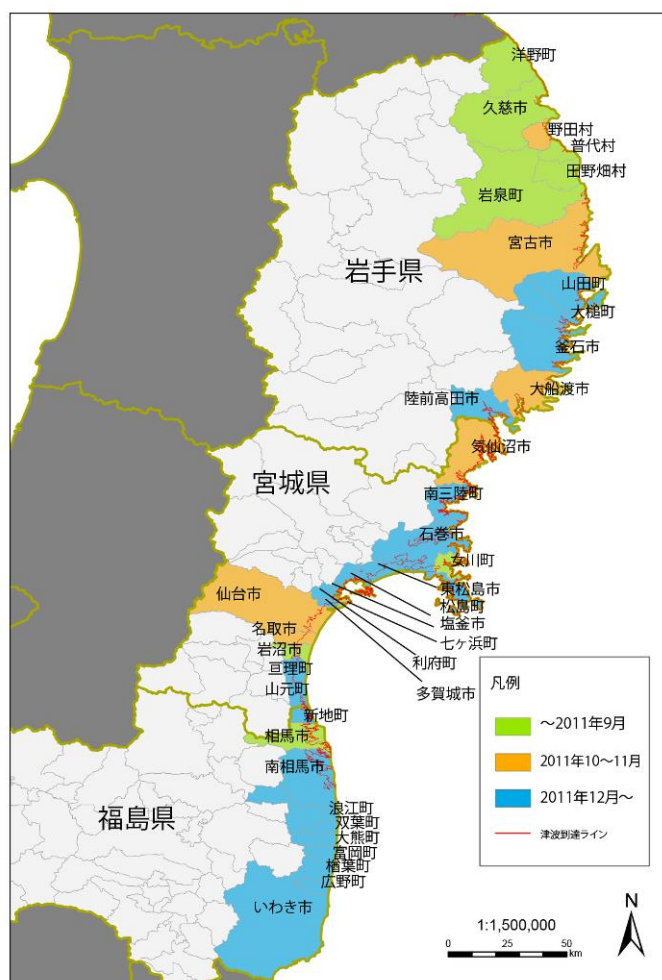 洋野町
久慈市
野田村
普代村
田野畑村
岩泉町
宮古市
岩手県
山田町
大槌町
釜石市
大船渡市
陸前高田市
気仙沼市
宮城県
南三陸町
石巻市
女川町
東松島市
松島町
塩釜市
七ヶ浜町
利府町
多賀城市
仙台市
名取市
岩沼市
亘理町
山元町
新地町
相馬市
南相馬市
福島県
浪江町
双葉町
大熊町
富岡町
楢葉町
広野町
いわき市
凡例
～2011年9月
2011年10～11月
2011年12月～
津波到達ライン
N
1:1,500,000
0 25 50
km